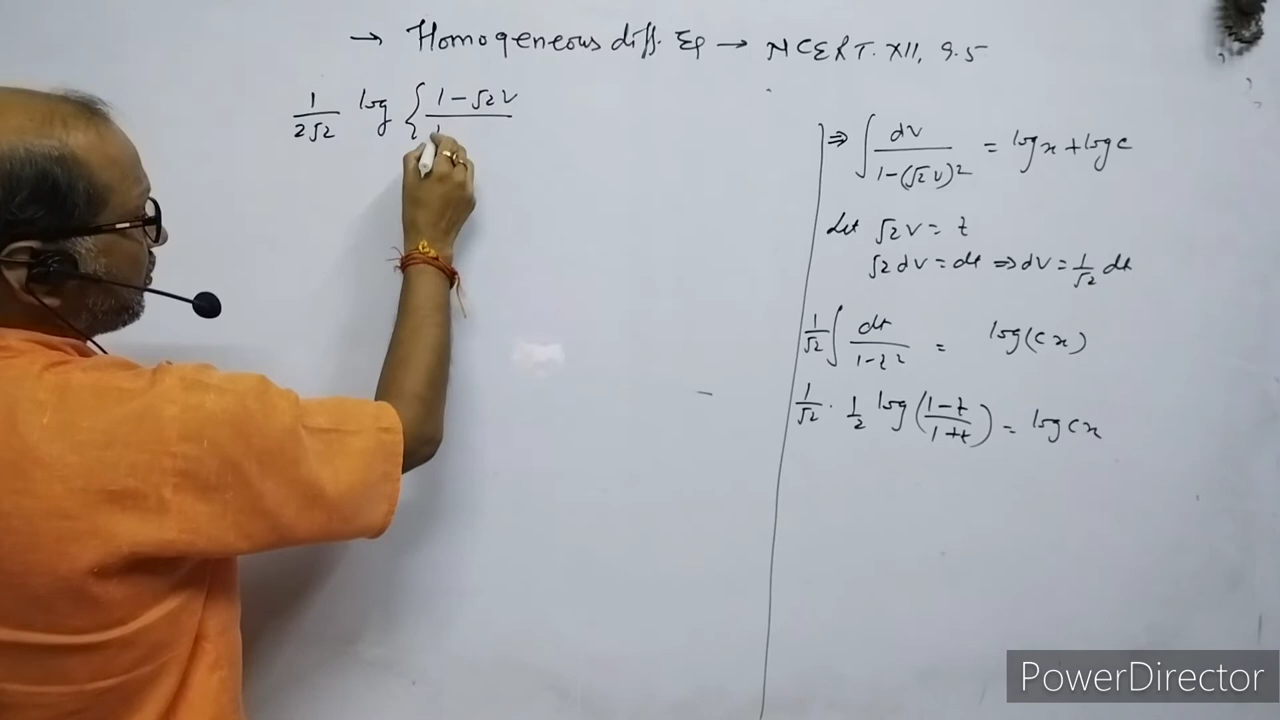 → Homogeneous diff. Eq → NCERT. XII, 9.5
1/(2√2) log { (1-√2 v)/(1
⇒ ∫ dv/(1-(√2 v)²) = log x + log c
Let √2 v = t
√2 dv = dt ⇒ dv = 1/√2 dt
1/√2 ∫ dt/(1-t²) = log(cx)
1/√2 · 1/2 log((1-t)/(1+t)) = log cx
PowerDirector